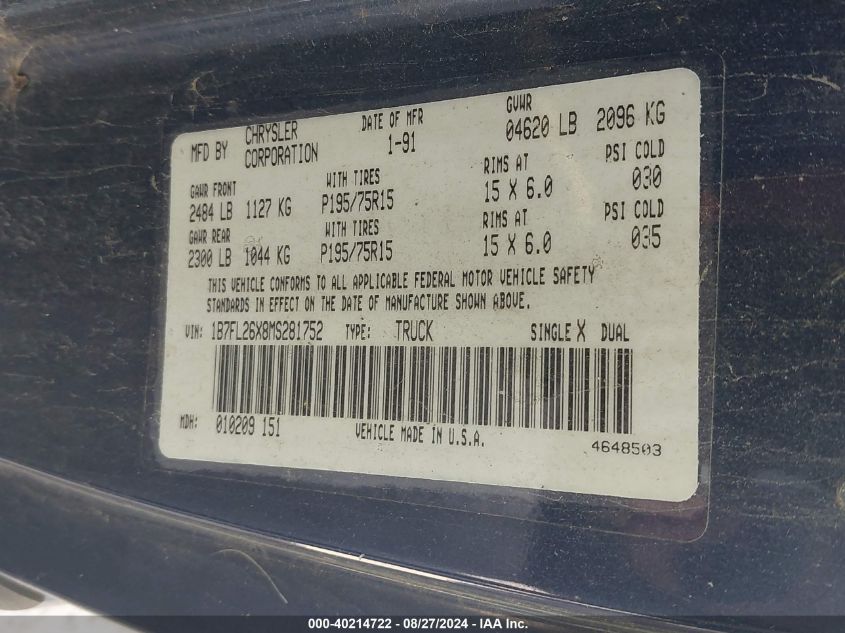 MFD BY CHRYSLER CORPORATION DATE OF MFR 1-91 GVWR 04620 LB 2096 KG
GAWR FRONT WITH TIRES RIMS AT PSI COLD
2484 LB 1127 KG P195/75R15 15 X 6.0 030
GAWR REAR WITH TIRES RIMS AT PSI COLD
2300 LB 1044 KG P195/75R15 15 X 6.0 035
THIS VEHICLE CONFORMS TO ALL APPLICABLE FEDERAL MOTOR VEHICLE SAFETY
STANDARDS IN EFFECT ON THE DATE OF MANUFACTURE SHOWN ABOVE.
VIN: 1B7FL26X8MS281752 TYPE: TRUCK SINGLE X DUAL
MDH: 010209 151 VEHICLE MADE IN U.S.A. 4648503
000-40214722 - 08/27/2024 - IAA Inc.